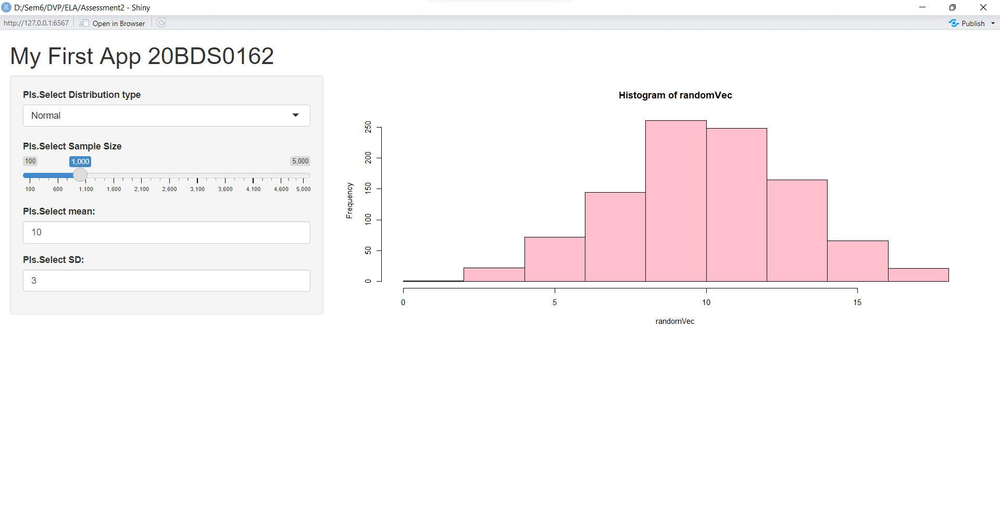 R D:/Sem6/DVP/ELA/Assessment2 - Shiny
http://127.0.0.1:6567 Open in Browser Publish
My First App 20BDS0162
Pls.Select Distribution type
Normal
Pls.Select Sample Size
100 1,000 5,000
100 600 1,100 1,600 2,100 2,600 3,100 3,600 4,100 4,600 5,000
Pls.Select mean:
10
Pls.Select SD:
3
Histogram of randomVec
Frequency
250
200
150
100
50
0
0 5 10 15
randomVec